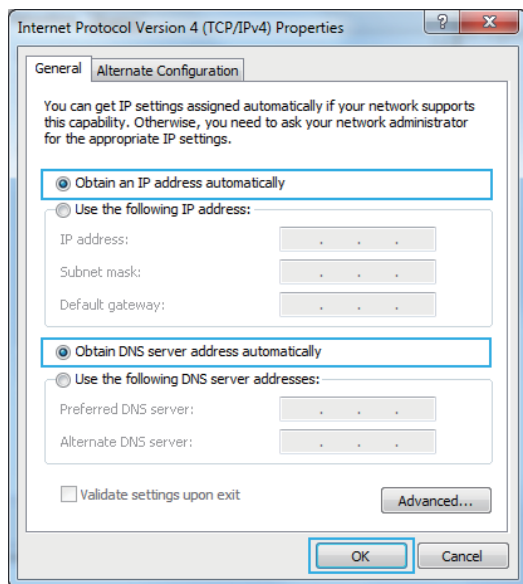 Internet Protocol Version 4 (TCP/IPv4) Properties
General
Alternate Configuration
You can get IP settings assigned automatically if your network supports
this capability. Otherwise, you need to ask your network administrator
for the appropriate IP settings.
Obtain an IP address automatically
Use the following IP address:
IP address:
Subnet mask:
Default gateway:
Obtain DNS server address automatically
Use the following DNS server addresses:
Preferred DNS server:
Alternate DNS server:
Validate settings upon exit
Advanced...
OK
Cancel